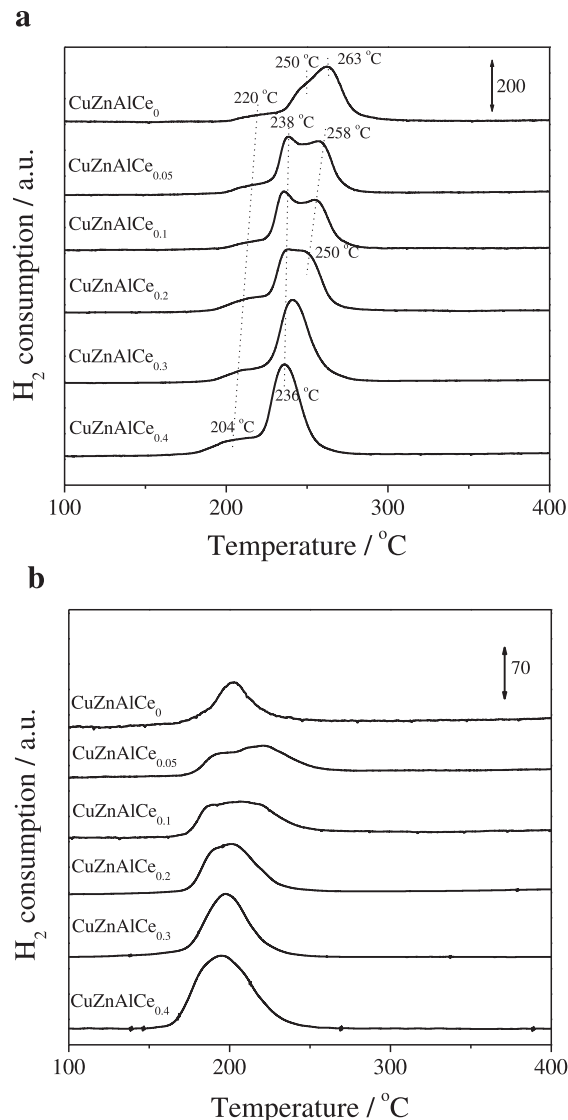 a
250 °C 263 °C
200
220 °C
CuZnAlCe0
238 °C
258 °C
CuZnAlCe0.05
CuZnAlCe0.1
250 °C
CuZnAlCe0.2
CuZnAlCe0.3
236 °C
204 °C
CuZnAlCe0.4
H2 consumption / a.u.
100 200 300 400
Temperature / °C
b
70
CuZnAlCe0
CuZnAlCe0.05
CuZnAlCe0.1
CuZnAlCe0.2
CuZnAlCe0.3
CuZnAlCe0.4
H2 consumption / a.u.
100 200 300 400
Temperature / °C